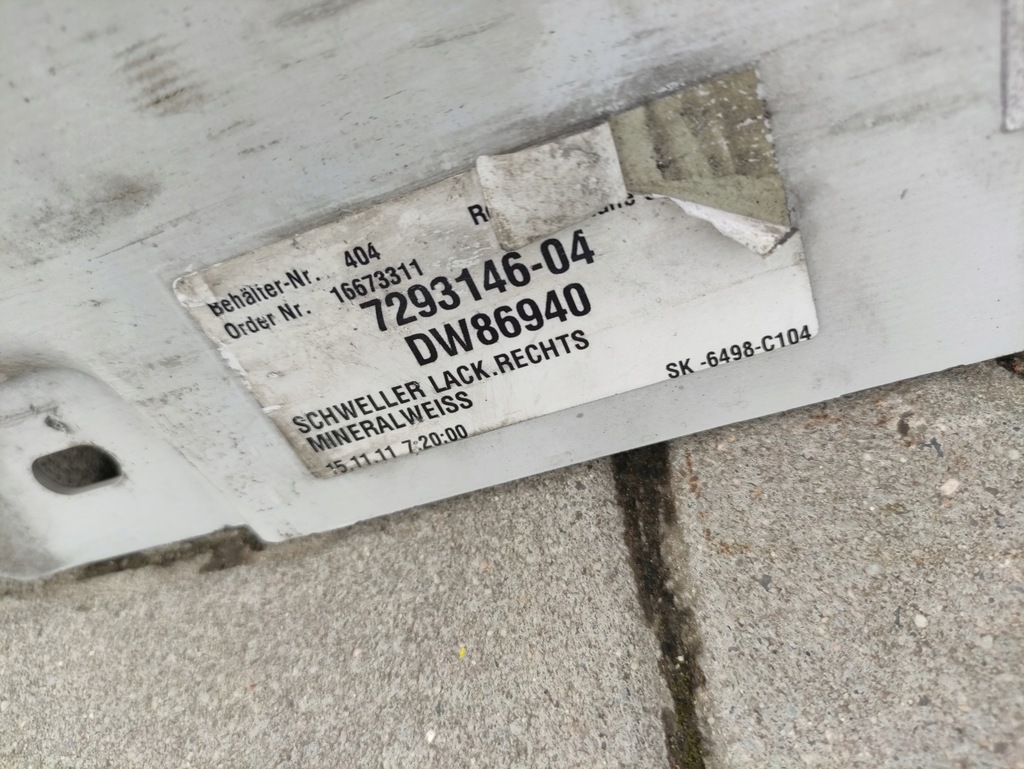 Behälter-Nr. 404
Order Nr. 16673311
7293146-04
DW86940
SCHWELLER LACK.RECHTS
MINERALWEISS
SK -6498-C104
15.11.11 7:20:00